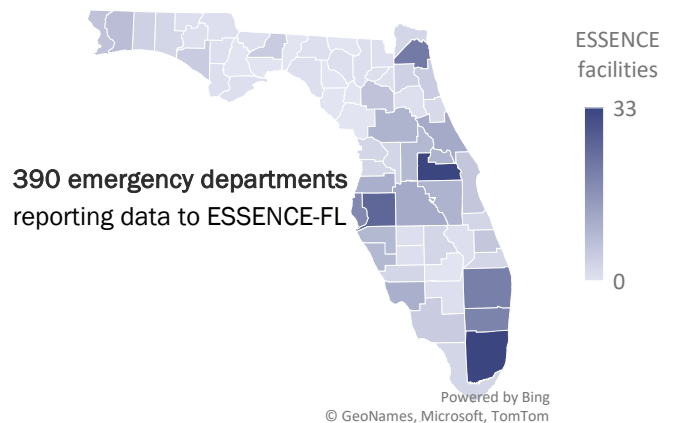 ESSENCE
facilities
33
390 emergency departments
reporting data to ESSENCE-FL
0
Powered by Bing
© GeoNames, Microsoft, TomTom